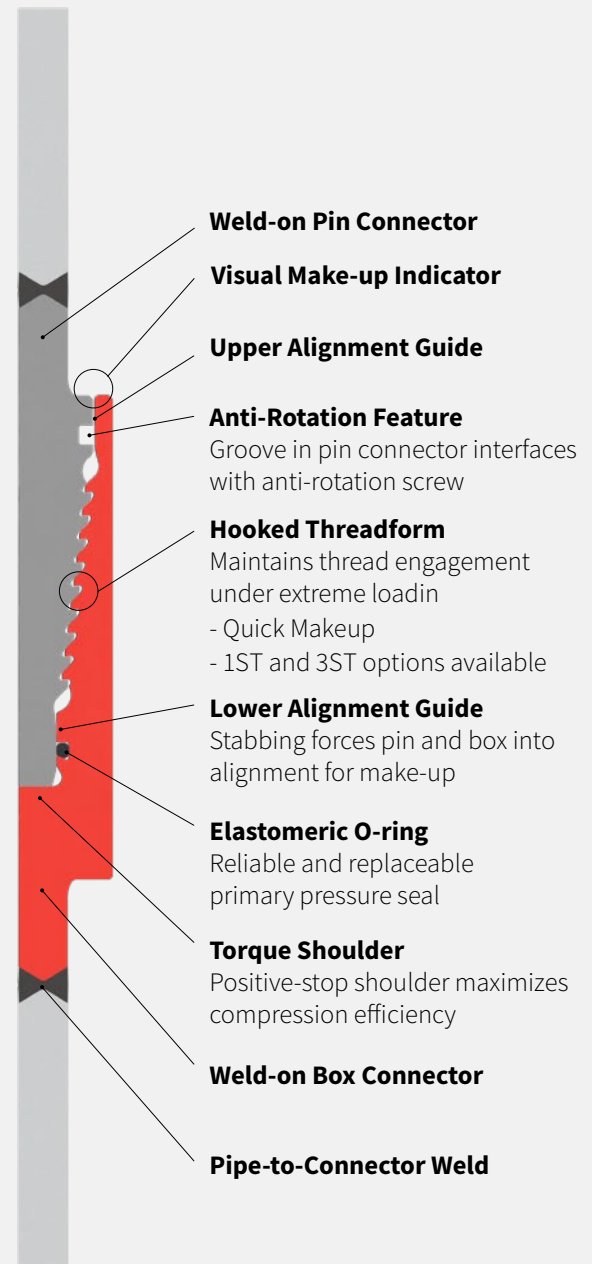 Weld-on Pin Connector
Visual Make-up Indicator
Upper Alignment Guide
Anti-Rotation Feature
Groove in pin connector interfaces
with anti-rotation screw
Hooked Threadform
Maintains thread engagement
under extreme loadin
- Quick Makeup
- 1ST and 3ST options available
Lower Alignment Guide
Stabbing forces pin and box into
alignment for make-up
Elastomeric O-ring
Reliable and replaceable
primary pressure seal
Torque Shoulder
Positive-stop shoulder maximizes
compression efficiency
Weld-on Box Connector
Pipe-to-Connector Weld